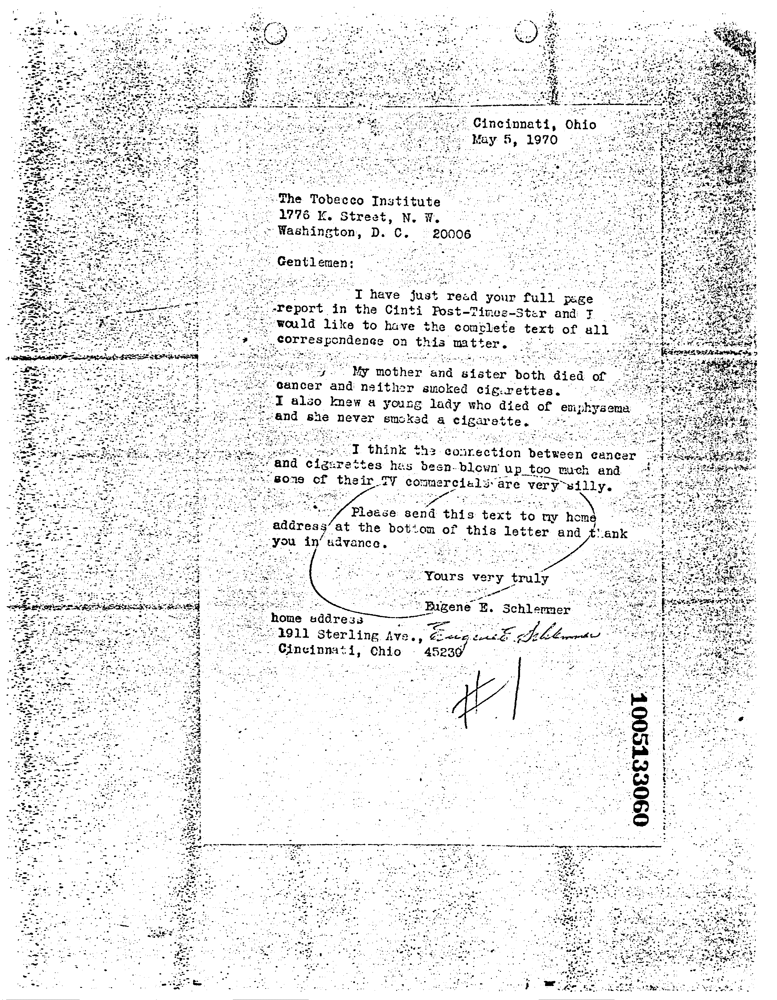 Cincinnati, Ohio
May 5, 1970
The Tobacco Institute
1776 K. Street, N. W.
Washington, D. C. 20006
Gentlemen:
I have just read your full page
report in the Cinti Post-Times-Star and I
would like to have the complete text of all
correspondence on this matter.
My mother and sister both died of
cancer and neither smoked cigarettes.
I also knew a young lady who died of emphysema
and she never smoked a cigarette.
I think the connection between cancer
and cigarettes has been blown up too much and
some of their TV commercials are very silly.
Please send this text to my home
address at the bottom of this letter and thank
you in advance.
Yours very truly
Eugene E. Schlemmer
home address
1911 Sterling Ave., Eugene E. Schlemmer
Cincinnati, Ohio 45230
#1
1005133060